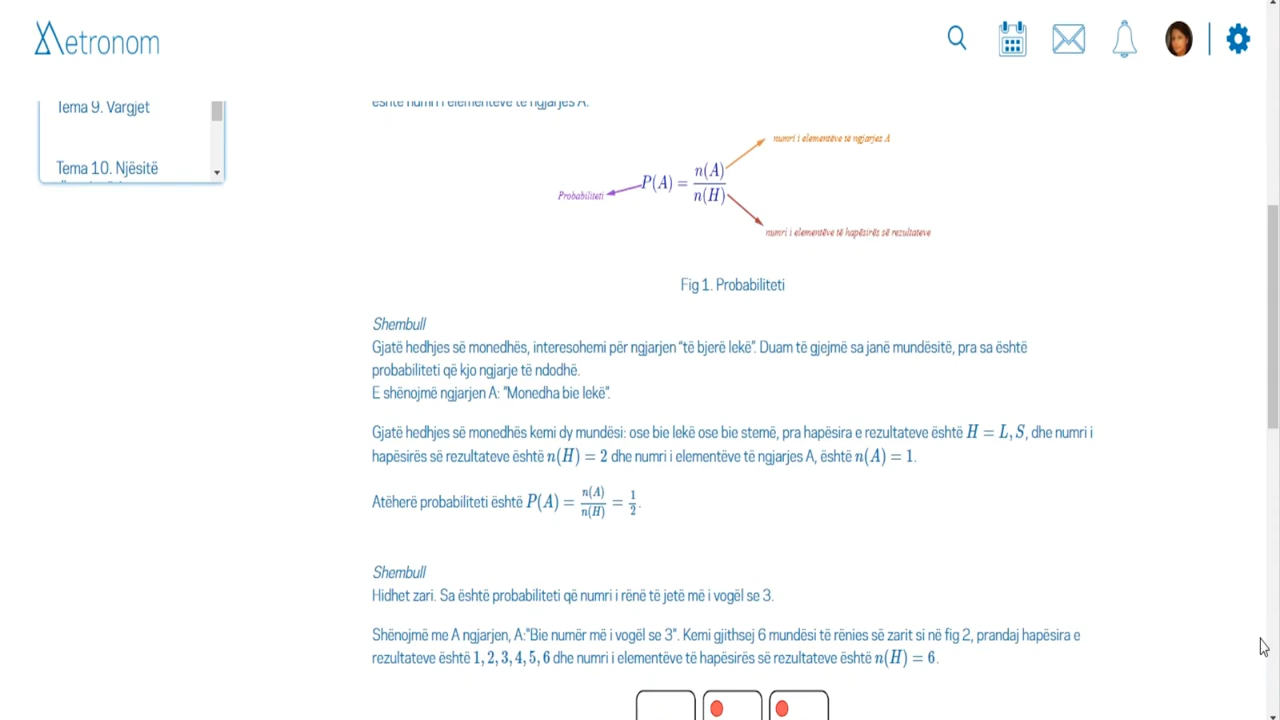 Metronom
Tema 9. Vargjet
Tema 10. Njësitë
është numri i elementëve të ngjarjes A.
numri i elementëve të ngjarjes A
Probabiliteti
P(A) = n(A)/n(H)
numri i elementëve të hapësirës së rezultateve
Fig 1. Probabiliteti
Shembull
Gjatë hedhjes së monedhës, interesohemi për ngjarjen “të bjerë lekë”. Duam të gjejmë sa janë mundësitë, pra sa është
probabiliteti që kjo ngjarje të ndodhë.
E shënojmë ngjarjen A: "Monedha bie lekë".
Gjatë hedhjes së monedhës kemi dy mundësi: ose bie lekë ose bie stemë, pra hapësira e rezultateve është H = L, S, dhe numri i
hapësirës së rezultateve është n(H) = 2 dhe numri i elementëve të ngjarjes A, është n(A) = 1.
Atëherë probabiliteti është P(A) = n(A)/n(H) = 1/2.
Shembull
Hidhet zari. Sa është probabiliteti që numri i rënë të jetë më i vogël se 3.
Shënojmë me A ngjarjen, A:"Bie numër më i vogël se 3". Kemi gjithsej 6 mundësi të rënies së zarit si në fig 2, prandaj hapësira e
rezultateve është 1, 2, 3, 4, 5, 6 dhe numri i elementëve të hapësirës së rezultateve është n(H) = 6.